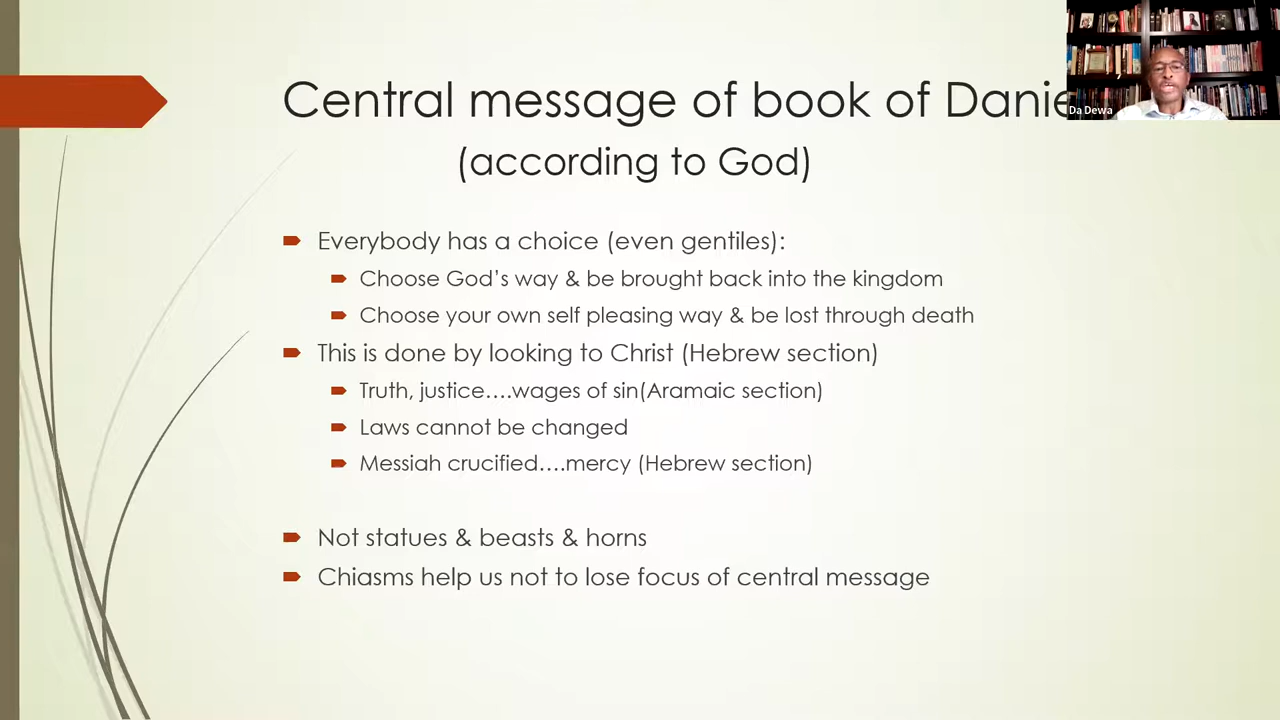 Central message of book of Danie
Da Dewa
(according to God)
Everybody has a choice (even gentiles):
Choose God's way & be brought back into the kingdom
Choose your own self pleasing way & be lost through death
This is done by looking to Christ (Hebrew section)
Truth, justice....wages of sin(Aramaic section)
Laws cannot be changed
Messiah crucified....mercy (Hebrew section)
Not statues & beasts & horns
Chiasms help us not to lose focus of central message